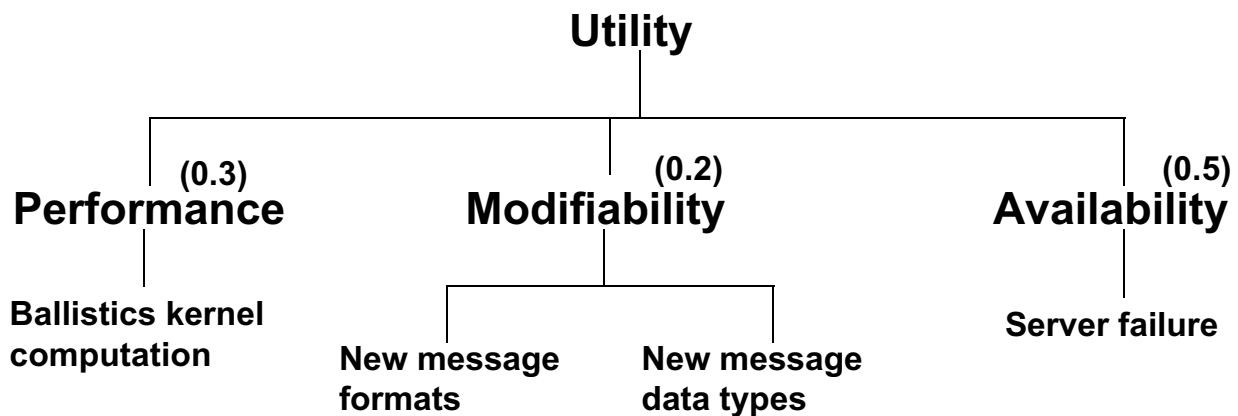 Utility
(0.3)
Performance
(0.2)
Modifiability
(0.5)
Availability
Ballistics kernel
computation
New message
formats
New message
data types
Server failure